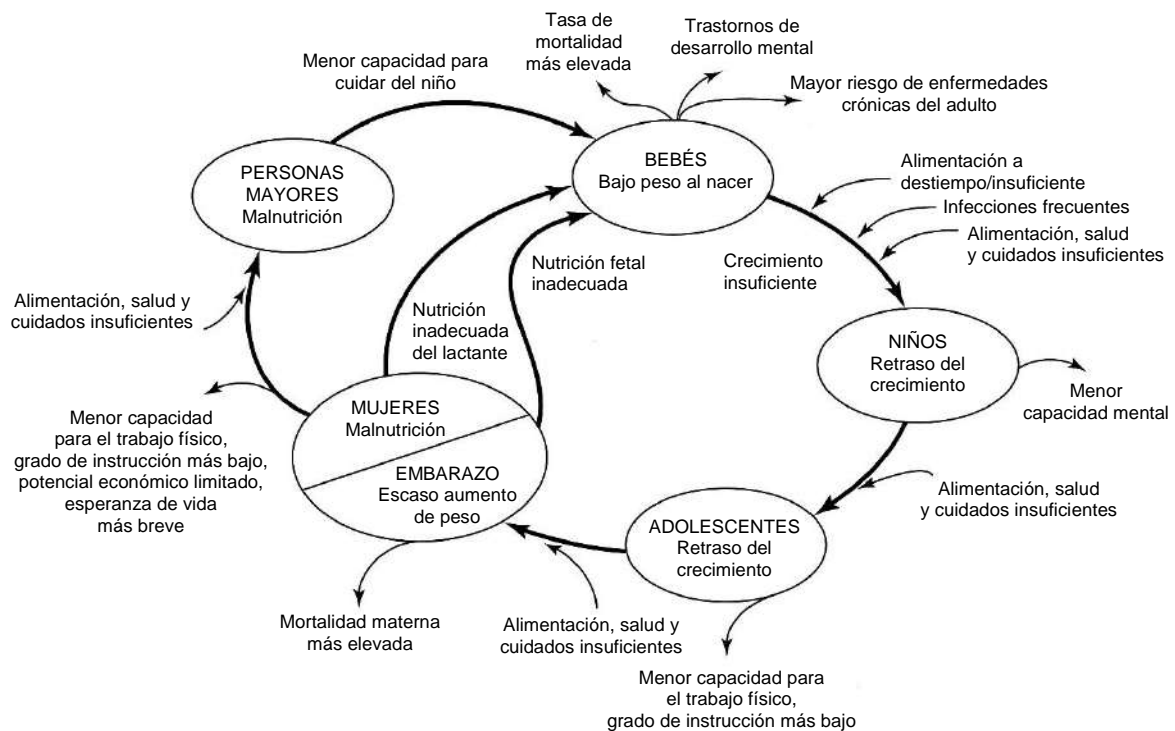 Tasa de
mortalidad
más elevada
Trastornos de
desarrollo mental
Menor capacidad para
cuidar del niño
Mayor riesgo de enfermedades
crónicas del adulto
PERSONAS
MAYORES
Malnutrición
BEBÉS
Bajo peso al nacer
Alimentación a
destiempo/insuficiente
Infecciones frecuentes
Alimentación, salud
y cuidados insuficientes
Crecimiento
insuficiente
Nutrición fetal
inadecuada
Nutrición
inadecuada
del lactante
Alimentación, salud y
cuidados insuficientes
NIÑOS
Retraso del
crecimiento
Menor
capacidad mental
Menor capacidad
para el trabajo físico,
grado de instrucción más bajo,
potencial económico limitado,
esperanza de vida
más breve
MUJERES
Malnutrición
EMBARAZO
Escaso aumento
de peso
Alimentación, salud
y cuidados insuficientes
ADOLESCENTES
Retraso del
crecimiento
Mortalidad materna
más elevada
Alimentación, salud y
cuidados insuficientes
Menor capacidad para
el trabajo físico,
grado de instrucción más bajo